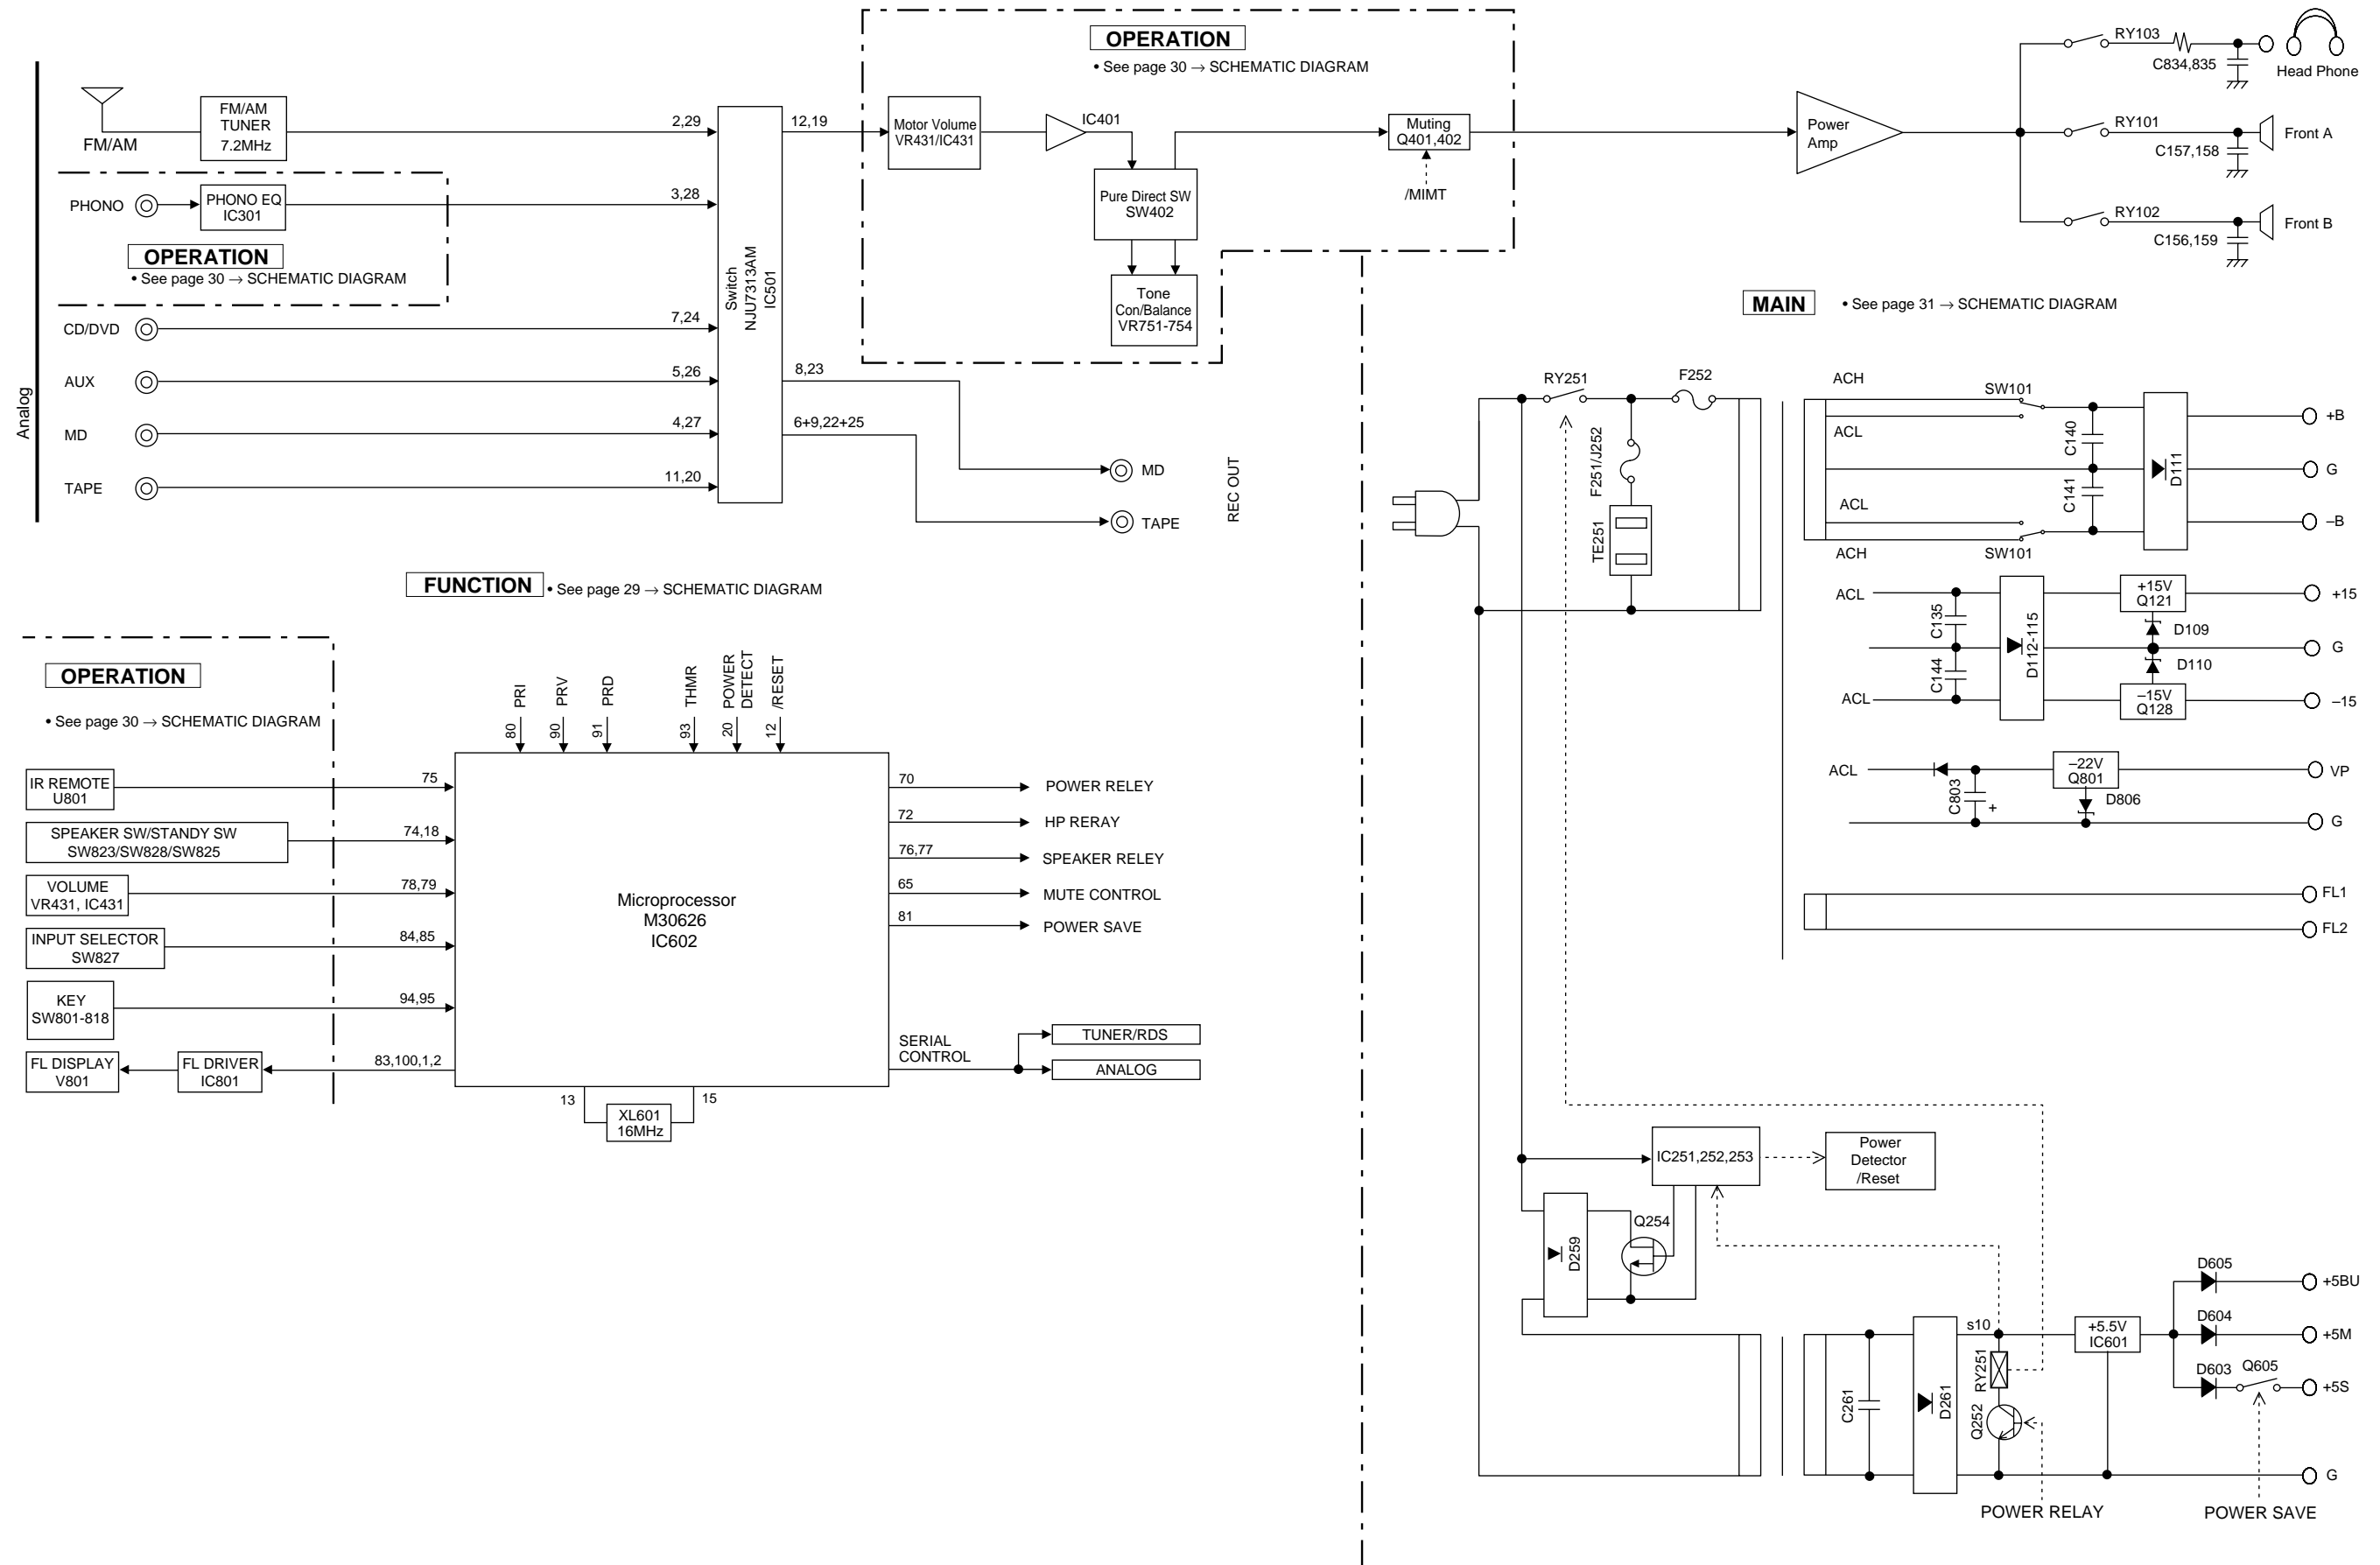 OPERATION
• See page 30 → SCHEMATIC DIAGRAM
Analog
FM/AM
FM/AM
TUNER
7.2MHz
2,29
PHONO
PHONO EQ
IC301
3,28
OPERATION
• See page 30 → SCHEMATIC DIAGRAM
CD/DVD
7,24
AUX
5,26
MD
4,27
TAPE
11,20
Switch
NJU7313AM
IC501
12,19
Motor Volume
VR431/IC431
IC401
Pure Direct SW
SW402
Tone
Con/Balance
VR751-754
Muting
Q401,402
/MIMT
8,23
6+9,22+25
MD
TAPE
REC OUT
Power
Amp
RY103
C834,835
Head Phone
RY101
C157,158
Front A
RY102
C156,159
Front B
MAIN
• See page 31 → SCHEMATIC DIAGRAM
FUNCTION
• See page 29 → SCHEMATIC DIAGRAM
OPERATION
• See page 30 → SCHEMATIC DIAGRAM
IR REMOTE
U801
75
SPEAKER SW/STANDY SW
SW823/SW828/SW825
74,18
VOLUME
VR431, IC431
78,79
INPUT SELECTOR
SW827
84,85
KEY
SW801-818
94,95
FL DISPLAY
V801
FL DRIVER
IC801
83,100,1,2
80
PRI
90
PRV
91
PRD
93
THMR
20
POWER
DETECT
12
/RESET
Microprocessor
M30626
IC602
70
POWER RELEY
72
HP RERAY
76,77
SPEAKER RELEY
65
MUTE CONTROL
81
POWER SAVE
SERIAL
CONTROL
TUNER/RDS
ANALOG
13
XL601
16MHz
15
RY251
F252
F251/J252
TE251
ACH
SW101
ACL
C140
D111
+B
G
ACL
C141
–B
ACH
SW101
ACL
C135
D112-115
+15V
Q121
+15
D109
G
D110
C144
ACL
–15V
Q128
–15
ACL
C803
+
–22V
Q801
VP
D806
G
FL1
FL2
IC251,252,253
Power
Detector
/Reset
D259
Q254
C261
D261
s10
RY251
Q252
+5.5V
IC601
D605
+5BU
D604
+5M
D603
Q605
+5S
G
POWER RELAY
POWER SAVE